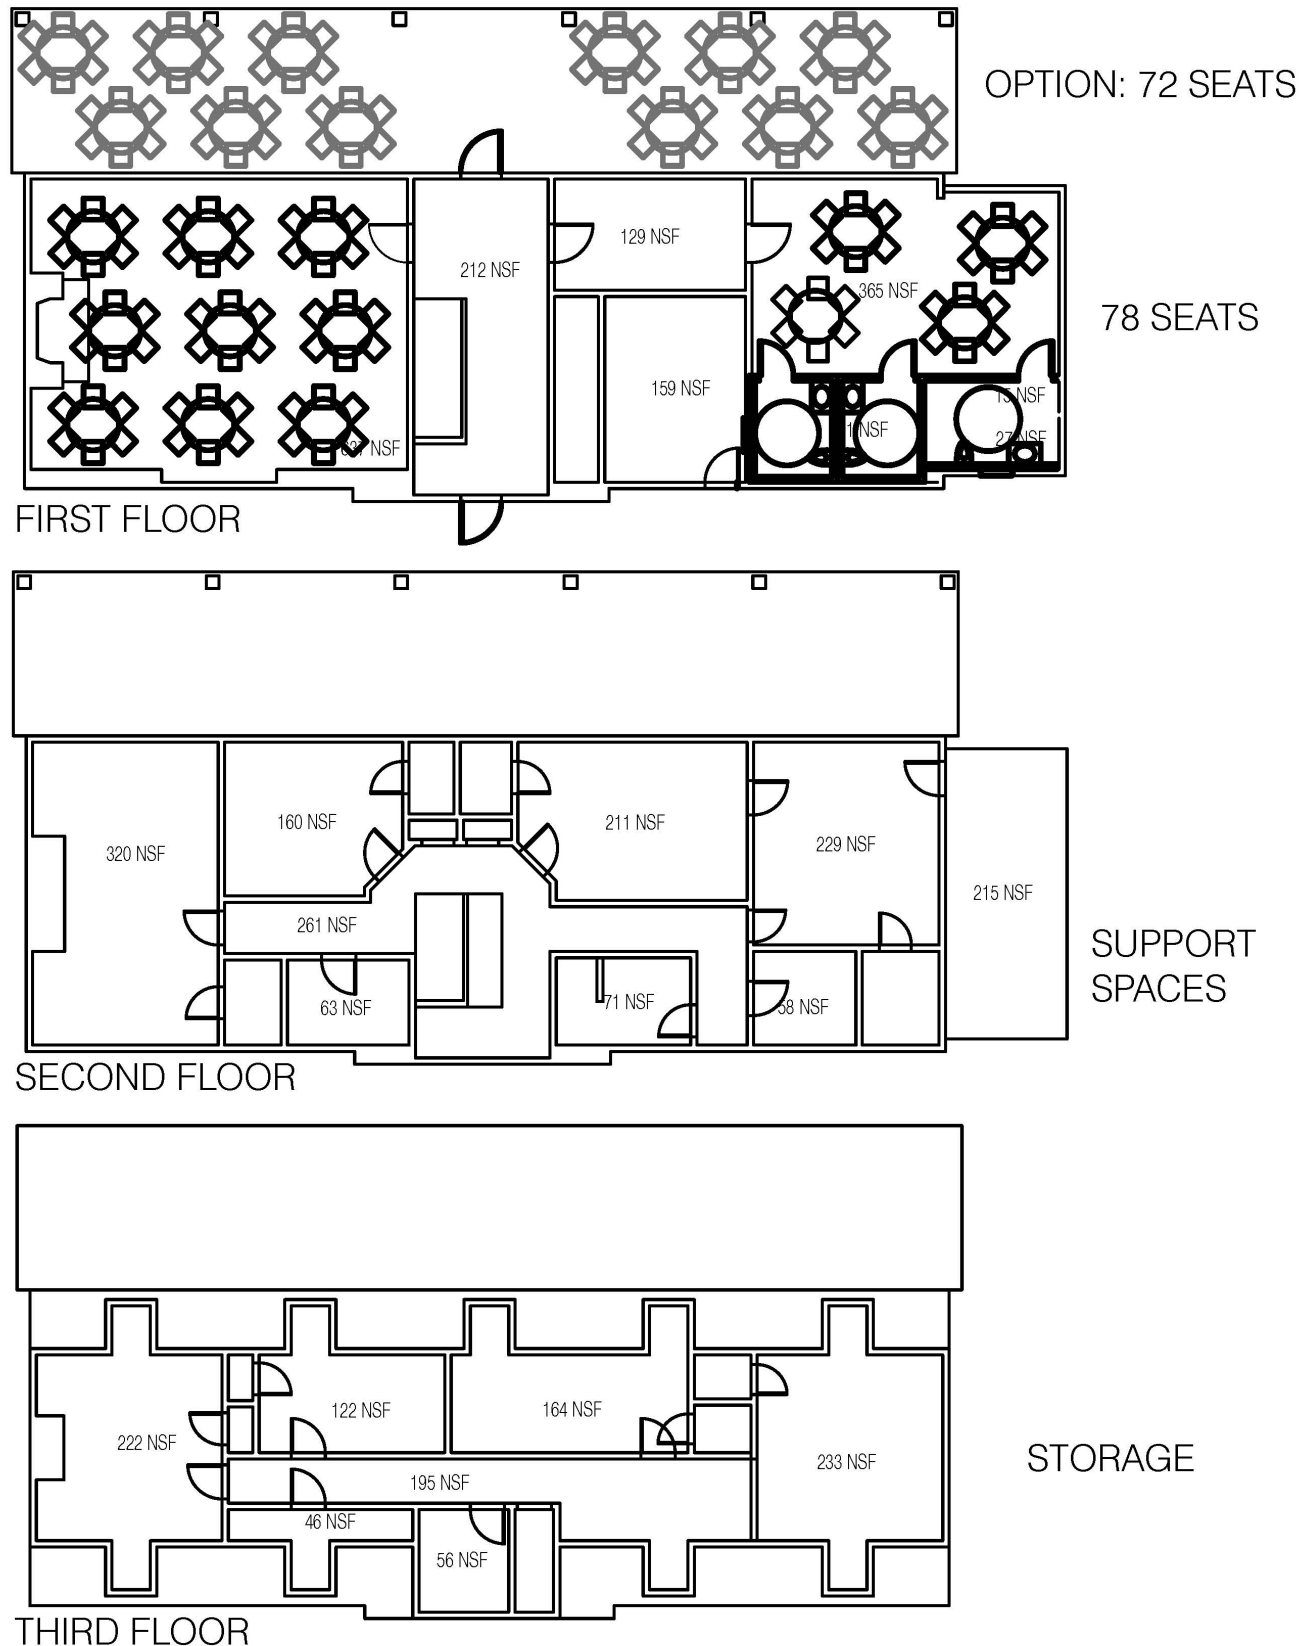 OPTION: 72 SEATS
129 NSF
212 NSF
365 NSF
78 SEATS
159 NSF
15 NSF
NSF
27 NSF
NSF
FIRST FLOOR
160 NSF
211 NSF
229 NSF
320 NSF
215 NSF
261 NSF
SUPPORT
SPACES
63 NSF
71 NSF
58 NSF
SECOND FLOOR
122 NSF
164 NSF
222 NSF
233 NSF
STORAGE
195 NSF
46 NSF
56 NSF
THIRD FLOOR